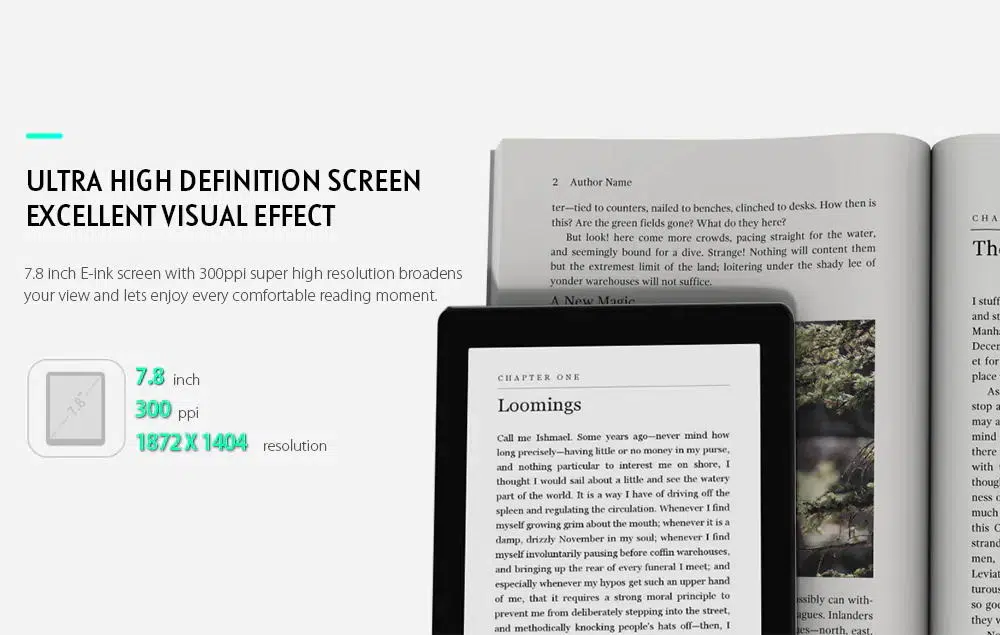 ULTRA HIGH DEFINITION SCREEN
EXCELLENT VISUAL EFFECT
7.8 inch E-ink screen with 300ppi super high resolution broadens
your view and lets enjoy every comfortable reading moment.
7.8"
7.8 inch
300 ppi
1872 X 1404 resolution
2 Author Name
ter—tied to counters, nailed to benches, clinched to desks. How then is
this? Are the green fields gone? What do they here?
But look! here come more crowds, pacing straight for the water,
and seemingly bound for a dive. Strange! Nothing will content them
but the extremest limit of the land; loitering under the shady lee of
yonder warehouses will not suffice.
A New Magic
CHAPTER ONE
Loomings
Call me Ishmael. Some years ago—never mind how
long precisely—having little or no money in my purse,
and nothing particular to interest me on shore, I
thought I would sail about a little and see the watery
part of the world. It is a way I have of driving off the
spleen and regulating the circulation. Whenever I find
myself growing grim about the mouth; whenever it is a
damp, drizzly November in my soul; whenever I find
myself involuntarily pausing before coffin warehouses,
and bringing up the rear of every funeral I meet; and
especially whenever my hypos get such an upper hand
of me, that it requires a strong moral principle to
prevent me from deliberately stepping into the street,
and methodically knocking people's hats off—then, I
ssibly can with-
agues. Inlanders
es—north, east,
CHA
Th
I stuff
and st
Manh
Decen
et for
place
As
stop a
may a
mind
there
with
thoug
ness o
much
this C
strand
men,
Leviat
turous
so goe
they v